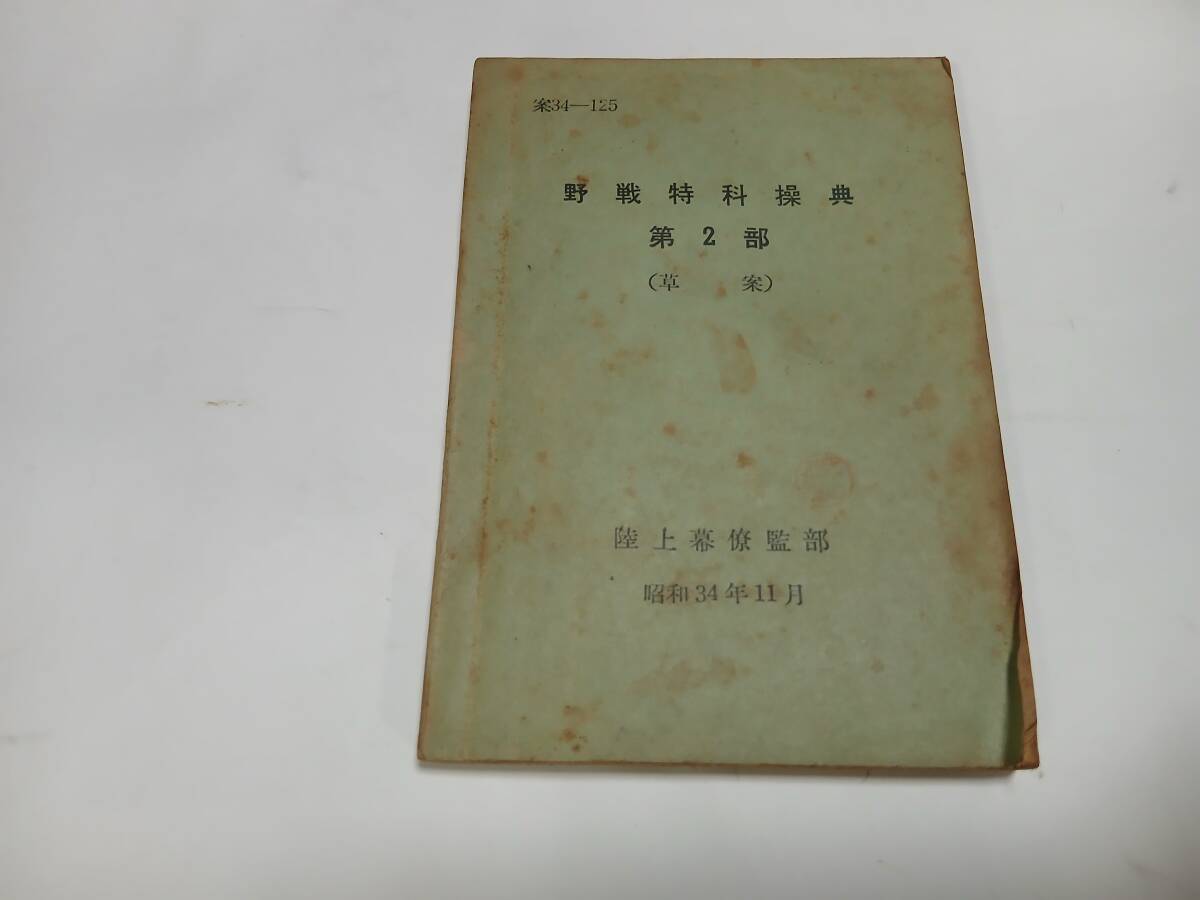 案34―125
野戦特科操典
第2部
(草案)
陸上幕僚監部
昭和34年11月